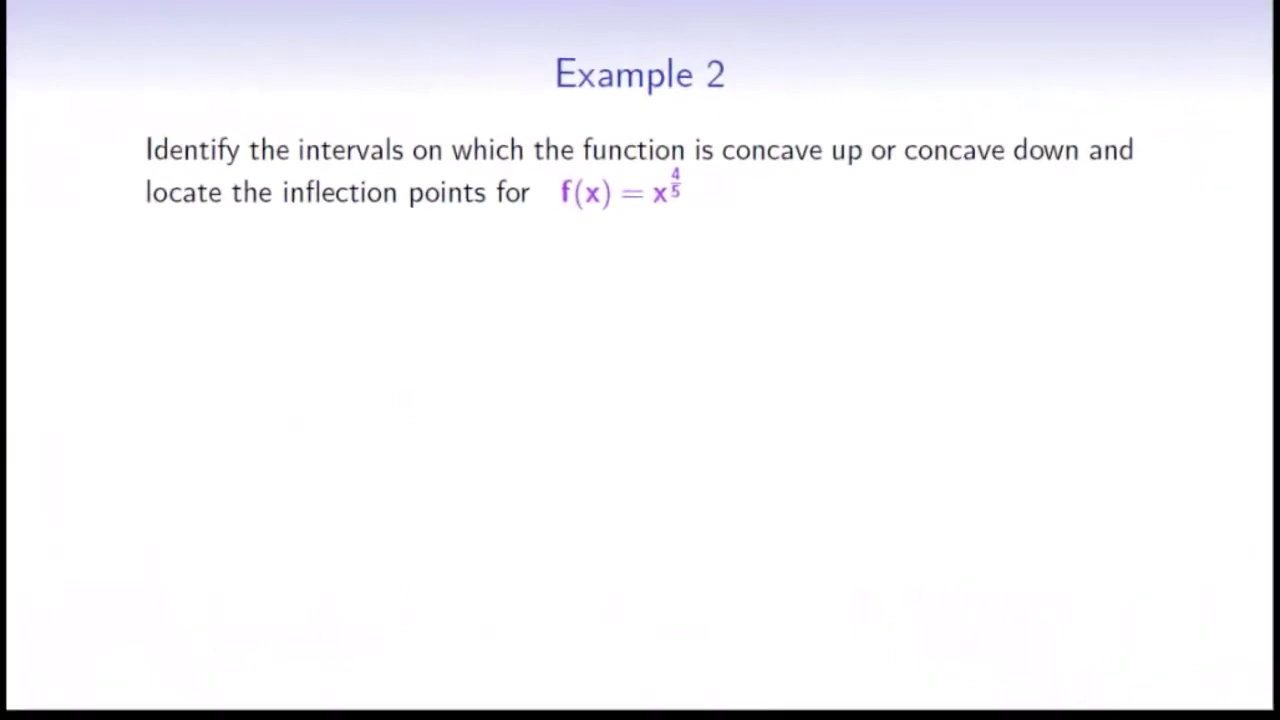 Example 2
Identify the intervals on which the function is concave up or concave down and
locate the inflection points for f(x) = x^{\frac{4}{5}}